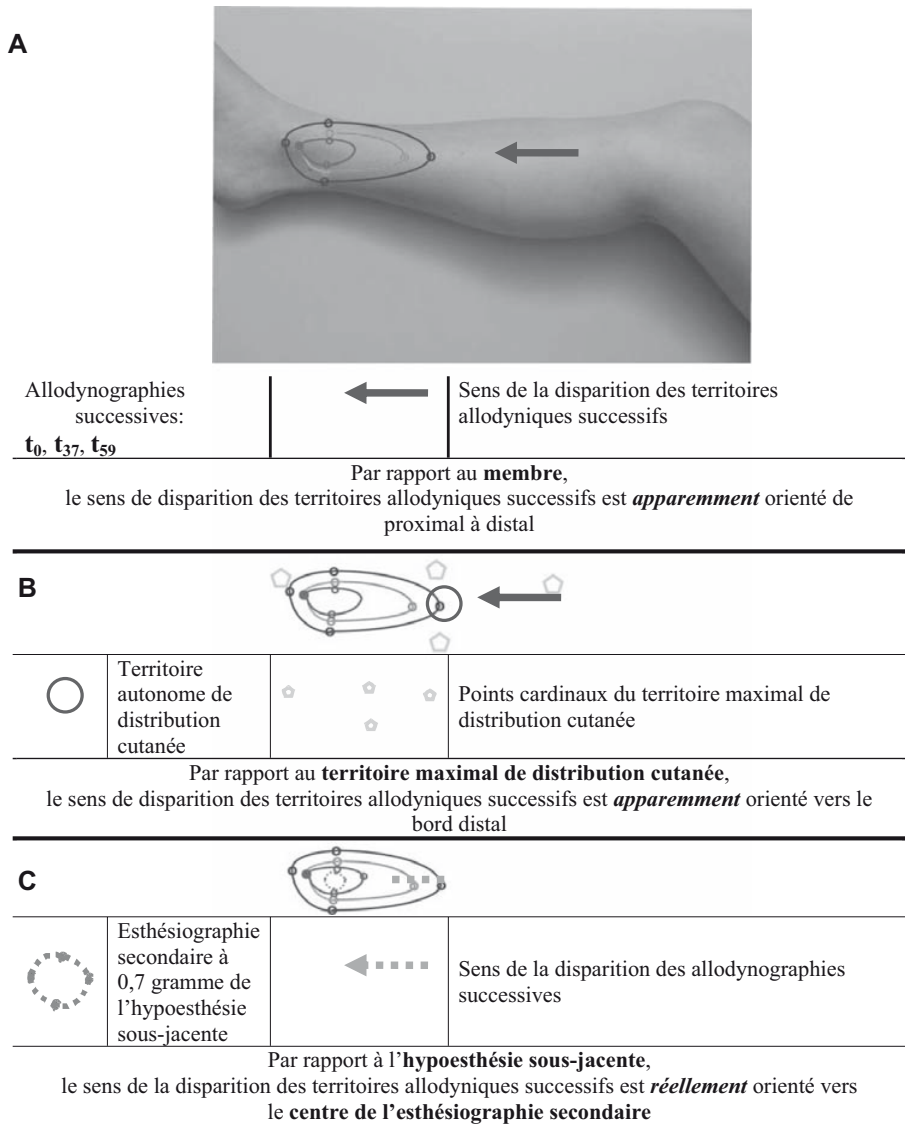 A
Allodynographies
successives:
t0, t37, t59
Sens de la disparition des territoires
allodyniques successifs
Par rapport au membre,
le sens de disparition des territoires allodyniques successifs est apparemment orienté de
proximal à distal
B
Territoire
autonome de
distribution
cutanée
Points cardinaux du territoire maximal de
distribution cutanée
Par rapport au territoire maximal de distribution cutanée,
le sens de disparition des territoires allodyniques successifs est apparemment orienté vers le
bord distal
C
Esthésiographie
secondaire à
0,7 gramme de
l’hypoesthésie
sous-jacente
Sens de la disparition des allodynographies
successives
Par rapport à l’hypoesthésie sous-jacente,
le sens de la disparition des territoires allodyniques successifs est réellement orienté vers
le centre de l’esthésiographie secondaire